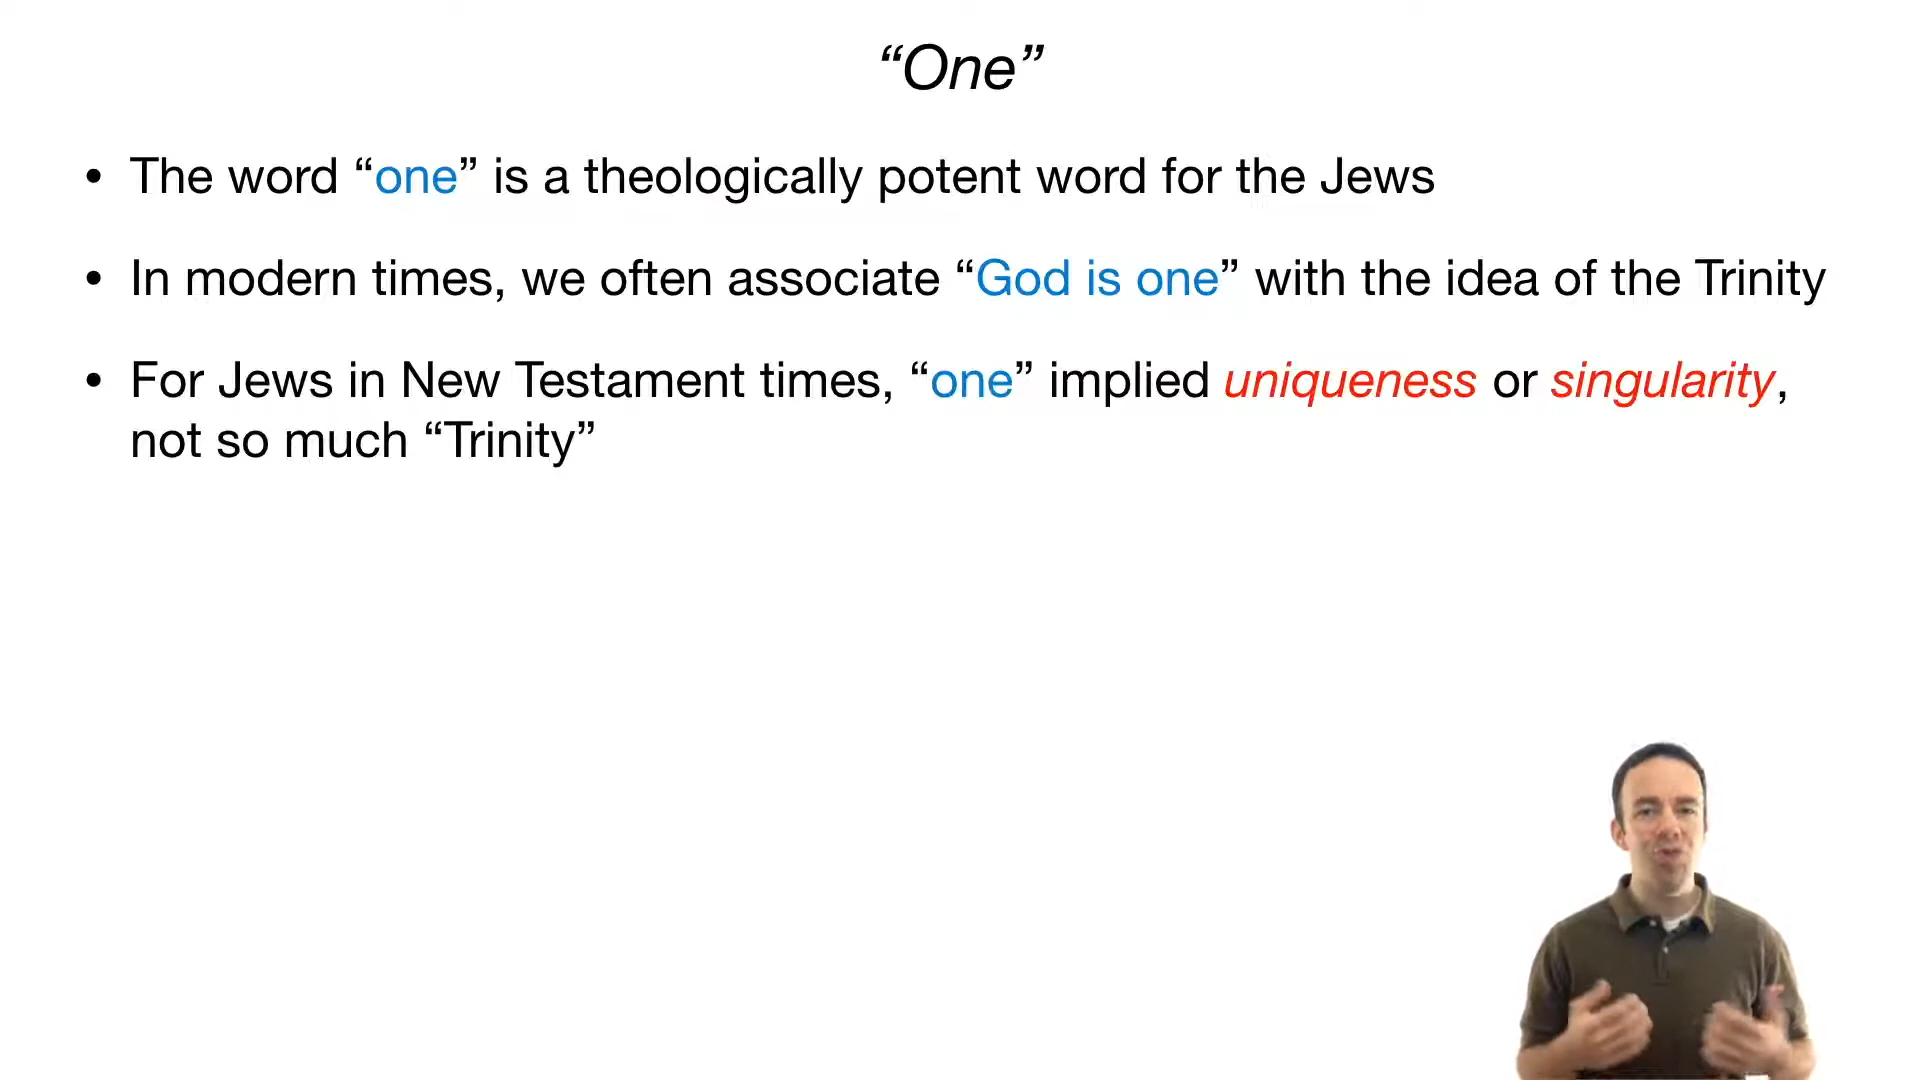 “One”
• The word “one” is a theologically potent word for the Jews
• In modern times, we often associate “God is one” with the idea of the Trinity
• For Jews in New Testament times, “one” implied uniqueness or singularity,
not so much “Trinity”